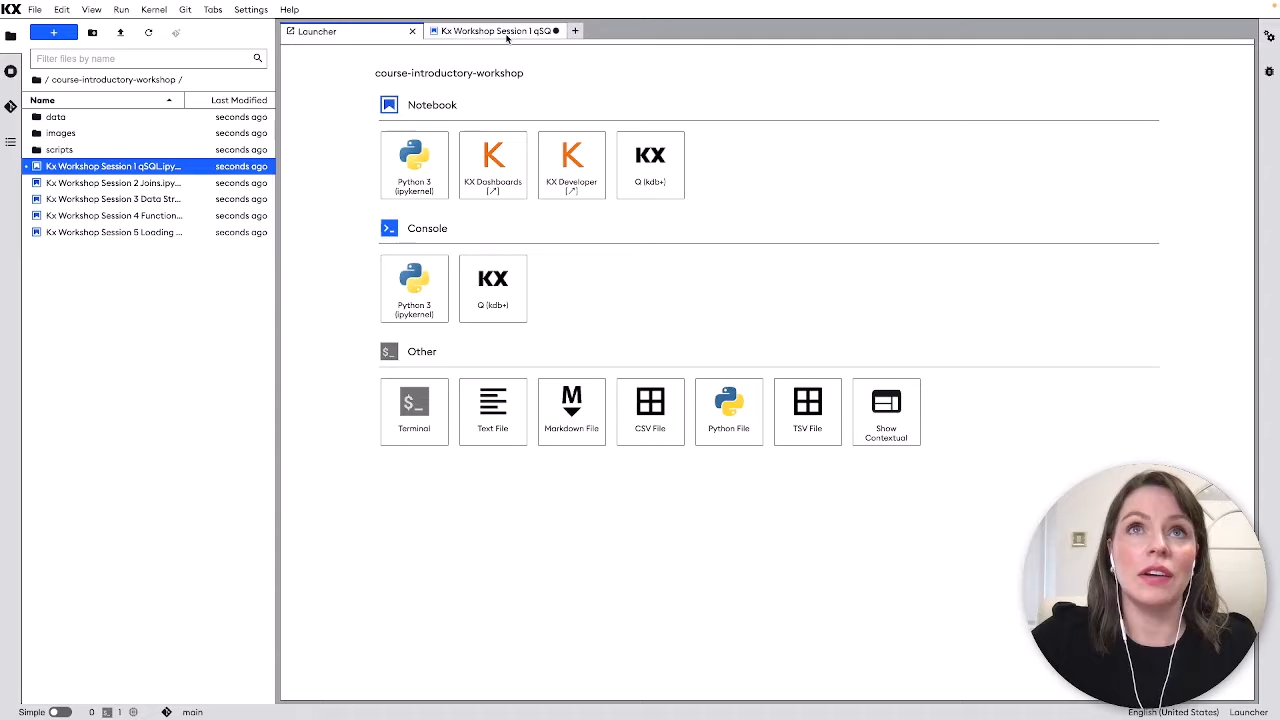 KX File Edit View Run Kernel Git Tabs Settings Help
+
Filter files by name
/ course-introductory-workshop /
Name Last Modified
data seconds ago
images seconds ago
scripts seconds ago
Kx Workshop Session 1 qSQL.ipy... seconds ago
Kx Workshop Session 2 Joins.ipy... seconds ago
Kx Workshop Session 3 Data Str... seconds ago
Kx Workshop Session 4 Function... seconds ago
Kx Workshop Session 5 Loading ... seconds ago
Launcher
Kx Workshop Session 1 qSQ
+
course-introductory-workshop
Notebook
Python 3 (ipykernel)
K
KX Dashboards [↗]
K
KX Developer [↗]
KX
Q (kdb+)
Console
Python 3 (ipykernel)
KX
Q (kdb+)
$_ Other
$_
Terminal
Text File
M
Markdown File
CSV File
Python File
TSV File
Show Contextual
Simple 0 $_ 1 main
English (United States) Launcher